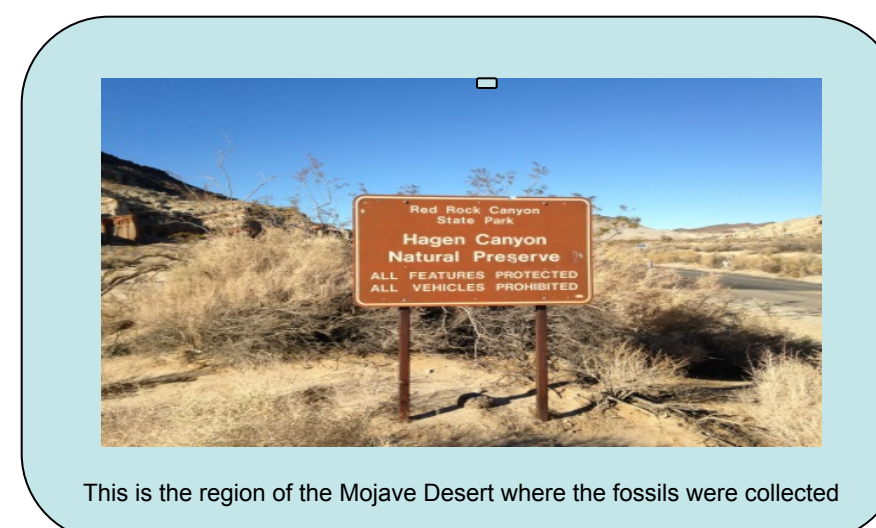 Red Rock Canyon
State Park
Hagen Canyon
Natural Preserve
ALL FEATURES PROTECTED
ALL VEHICLES PROHIBITED
This is the region of the Mojave Desert where the fossils were collected